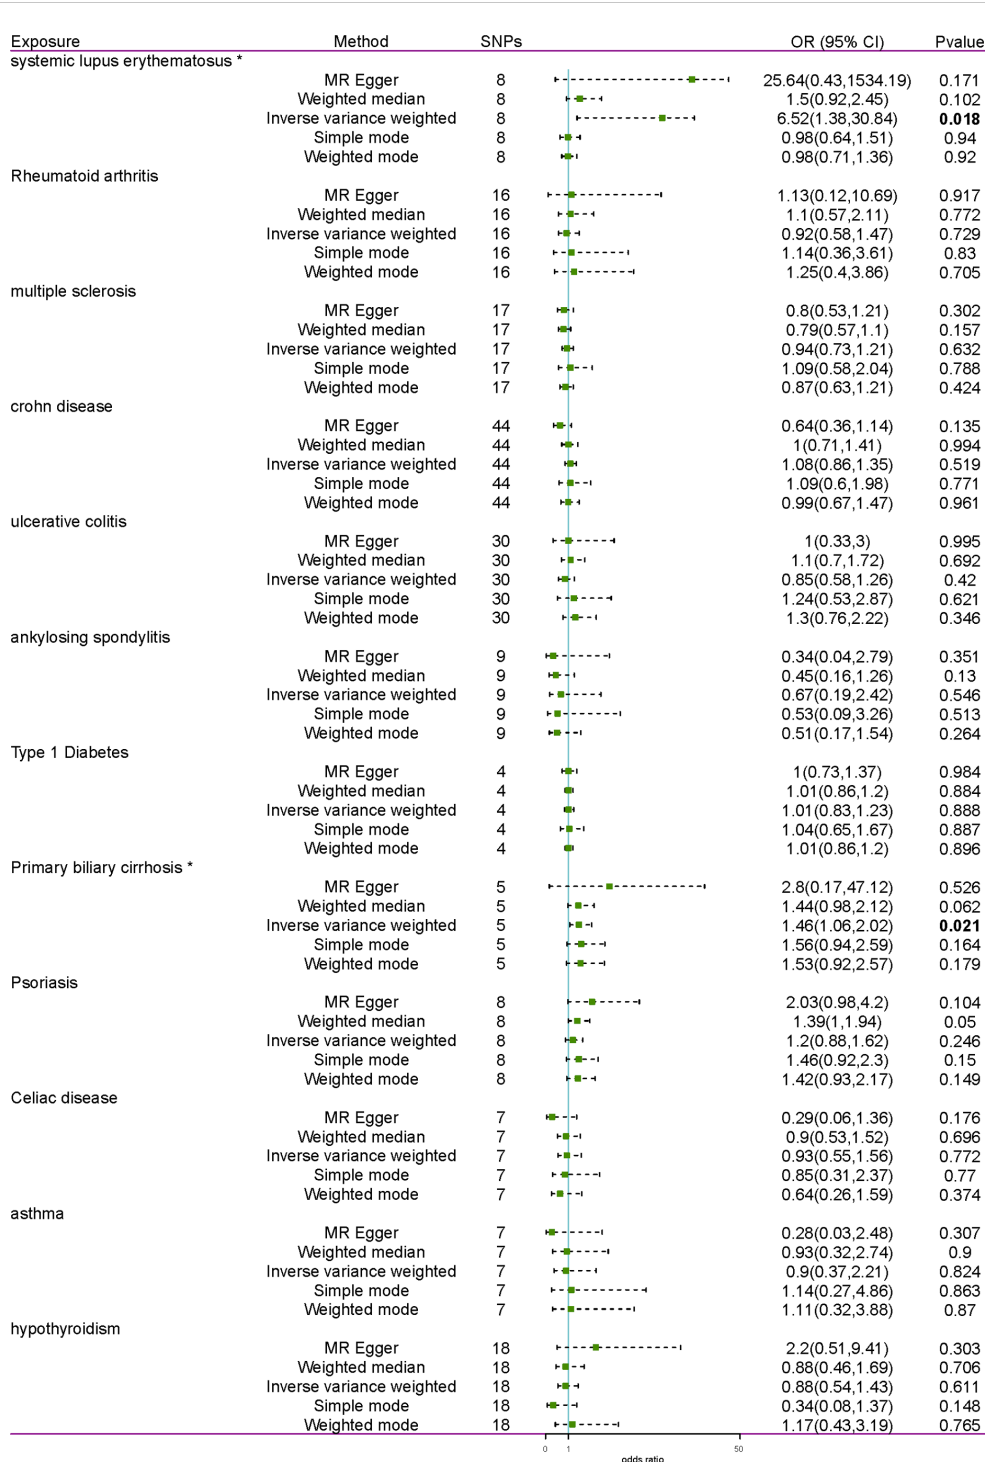 Exposure Method SNPs OR (95% CI) Pvalue
systemic lupus erythematosus *
MR Egger 8 25.64(0.43,1534.19) 0.171
Weighted median 8 1.5(0.92,2.45) 0.102
Inverse variance weighted 8 6.52(1.38,30.84) 0.018
Simple mode 8 0.98(0.64,1.51) 0.94
Weighted mode 8 0.98(0.71,1.36) 0.92
Rheumatoid arthritis
MR Egger 16 1.13(0.12,10.69) 0.917
Weighted median 16 1.1(0.57,2.11) 0.772
Inverse variance weighted 16 0.92(0.58,1.47) 0.729
Simple mode 16 1.14(0.36,3.61) 0.83
Weighted mode 16 1.25(0.4,3.86) 0.705
multiple sclerosis
MR Egger 17 0.8(0.53,1.21) 0.302
Weighted median 17 0.79(0.57,1.1) 0.157
Inverse variance weighted 17 0.94(0.73,1.21) 0.632
Simple mode 17 1.09(0.58,2.04) 0.788
Weighted mode 17 0.87(0.63,1.21) 0.424
crohn disease
MR Egger 44 0.64(0.36,1.14) 0.135
Weighted median 44 1(0.71,1.41) 0.994
Inverse variance weighted 44 1.08(0.86,1.35) 0.519
Simple mode 44 1.09(0.6,1.98) 0.771
Weighted mode 44 0.99(0.67,1.47) 0.961
ulcerative colitis
MR Egger 30 1(0.33,3) 0.995
Weighted median 30 1.1(0.7,1.72) 0.692
Inverse variance weighted 30 0.85(0.58,1.26) 0.42
Simple mode 30 1.24(0.53,2.87) 0.621
Weighted mode 30 1.3(0.76,2.22) 0.346
ankylosing spondylitis
MR Egger 9 0.34(0.04,2.79) 0.351
Weighted median 9 0.45(0.16,1.26) 0.13
Inverse variance weighted 9 0.67(0.19,2.42) 0.546
Simple mode 9 0.53(0.09,3.26) 0.513
Weighted mode 9 0.51(0.17,1.54) 0.264
Type 1 Diabetes
MR Egger 4 1(0.73,1.37) 0.984
Weighted median 4 1.01(0.86,1.2) 0.884
Inverse variance weighted 4 1.01(0.83,1.23) 0.888
Simple mode 4 1.04(0.65,1.67) 0.887
Weighted mode 4 1.01(0.86,1.2) 0.896
Primary biliary cirrhosis *
MR Egger 5 2.8(0.17,47.12) 0.526
Weighted median 5 1.44(0.98,2.12) 0.062
Inverse variance weighted 5 1.46(1.06,2.02) 0.021
Simple mode 5 1.56(0.94,2.59) 0.164
Weighted mode 5 1.53(0.92,2.57) 0.179
Psoriasis
MR Egger 8 2.03(0.98,4.2) 0.104
Weighted median 8 1.39(1,1.94) 0.05
Inverse variance weighted 8 1.2(0.88,1.62) 0.246
Simple mode 8 1.46(0.92,2.3) 0.15
Weighted mode 8 1.42(0.93,2.17) 0.149
Celiac disease
MR Egger 7 0.29(0.06,1.36) 0.176
Weighted median 7 0.9(0.53,1.52) 0.696
Inverse variance weighted 7 0.93(0.55,1.56) 0.772
Simple mode 7 0.85(0.31,2.37) 0.77
Weighted mode 7 0.64(0.26,1.59) 0.374
asthma
MR Egger 7 0.28(0.03,2.48) 0.307
Weighted median 7 0.93(0.32,2.74) 0.9
Inverse variance weighted 7 0.9(0.37,2.21) 0.824
Simple mode 7 1.14(0.27,4.86) 0.863
Weighted mode 7 1.11(0.32,3.88) 0.87
hypothyroidism
MR Egger 18 2.2(0.51,9.41) 0.303
Weighted median 18 0.88(0.46,1.69) 0.706
Inverse variance weighted 18 0.88(0.54,1.43) 0.611
Simple mode 18 0.34(0.08,1.37) 0.148
Weighted mode 18 1.17(0.43,3.19) 0.765
0 1 50
odds ratio